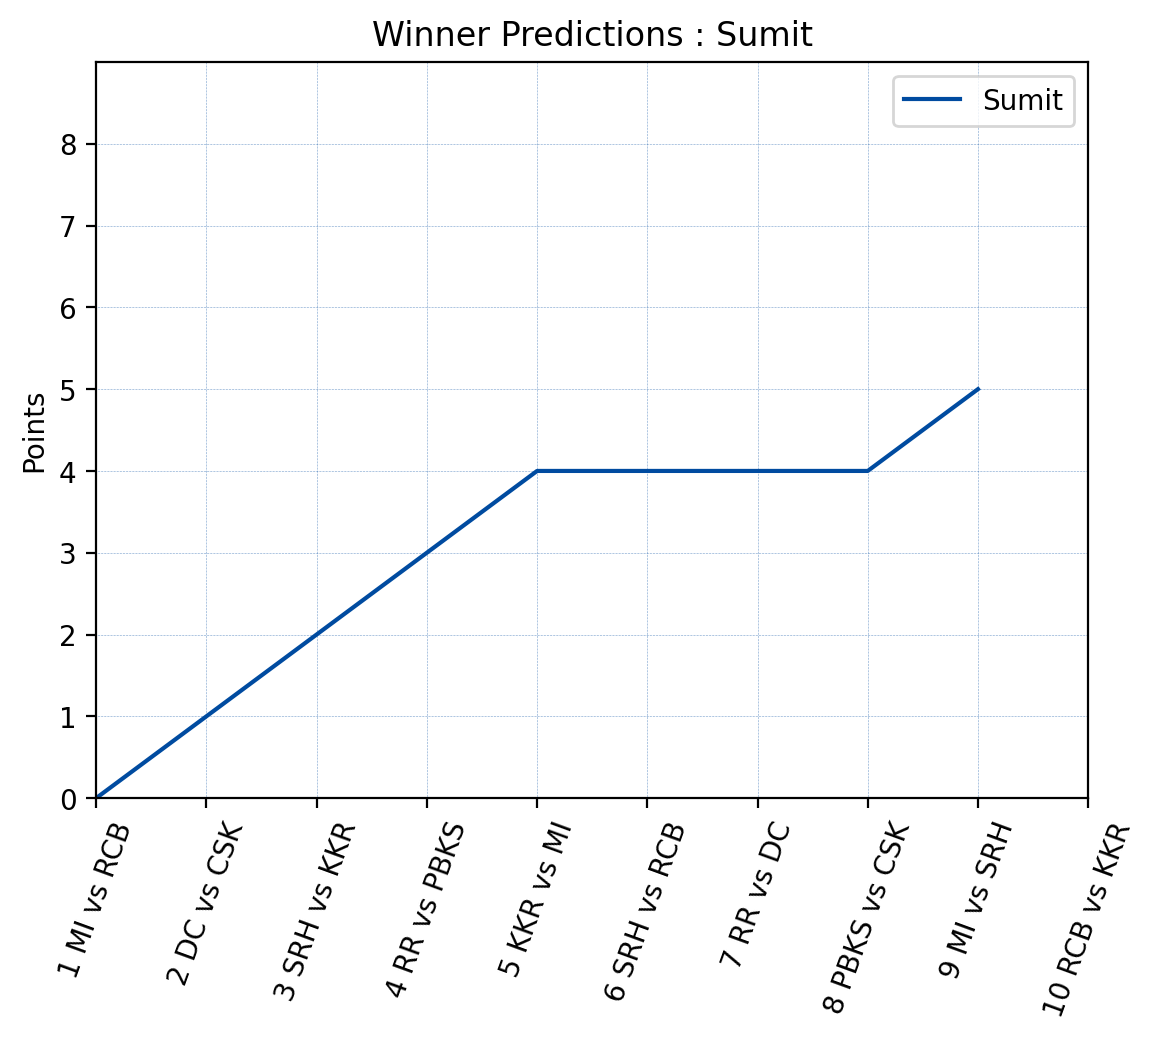 Winner Predictions : Sumit
Sumit
Points
8
7
6
5
4
3
2
1
0
1 MI vs RCB
2 DC vs CSK
3 SRH vs KKR
4 RR vs PBKS
5 KKR vs MI
6 SRH vs RCB
7 RR vs DC
8 PBKS vs CSK
9 MI vs SRH
10 RCB vs KKR